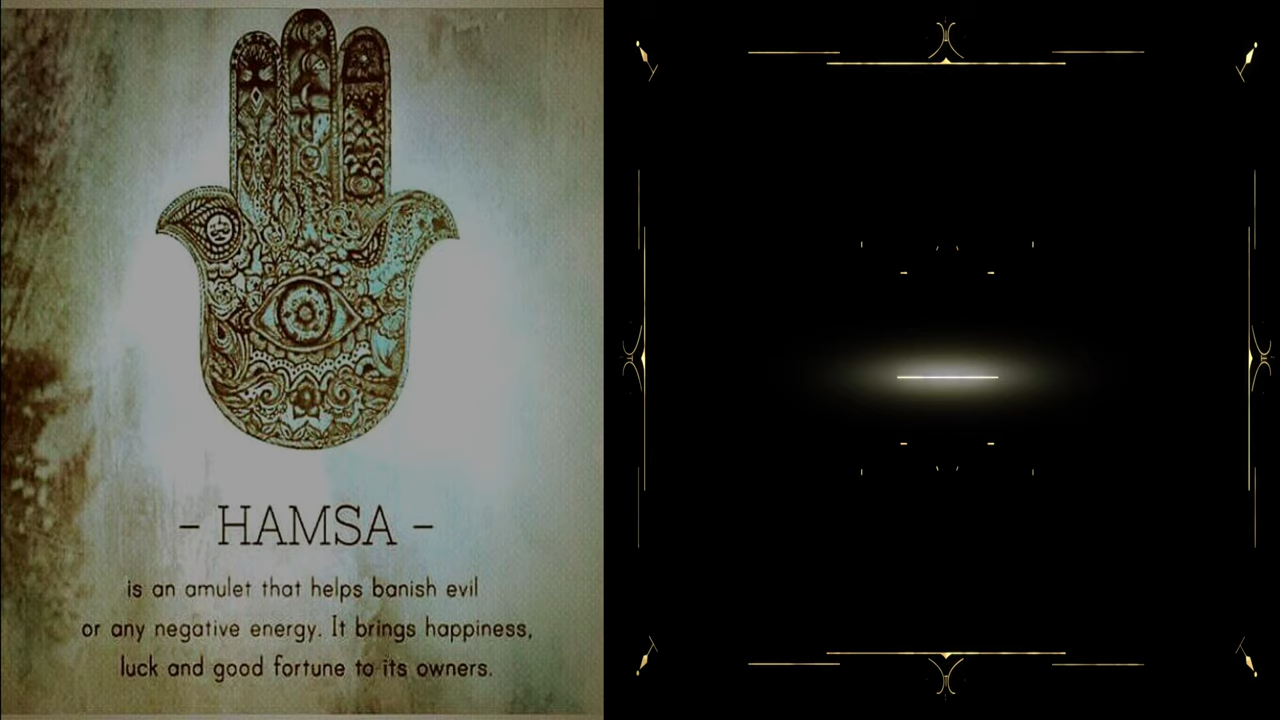 - HAMSA -
is an amulet that helps banish evil
or any negative energy. It brings happiness,
luck and good fortune to its owners.